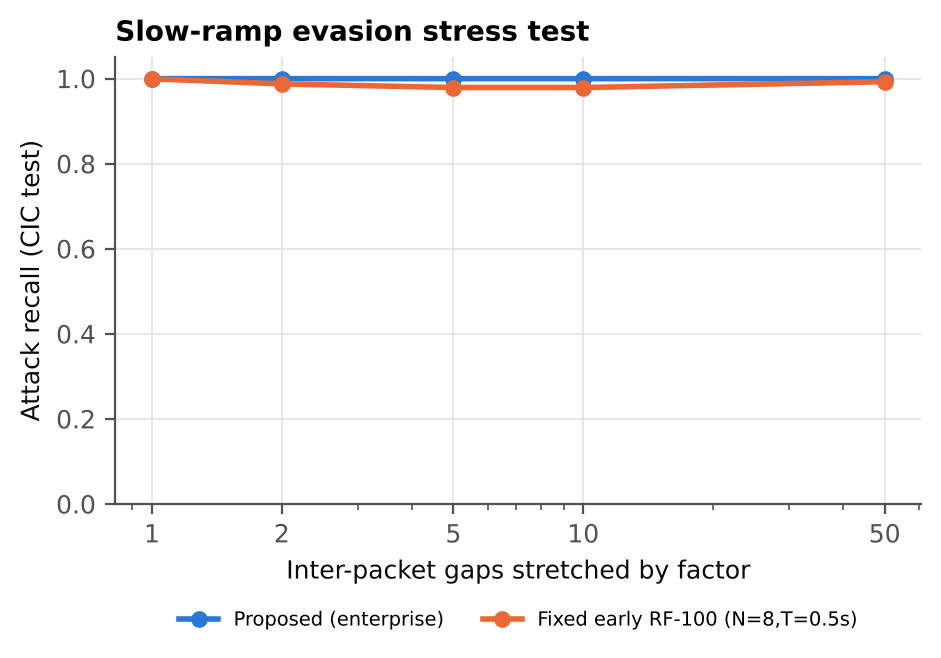 Slow-ramp evasion stress test
Attack recall (CIC test)
1.0
0.8
0.6
0.4
0.2
0.0
1 2 5 10 50
Inter-packet gaps stretched by factor
Proposed (enterprise) Fixed early RF-100 (N=8,T=0.5s)